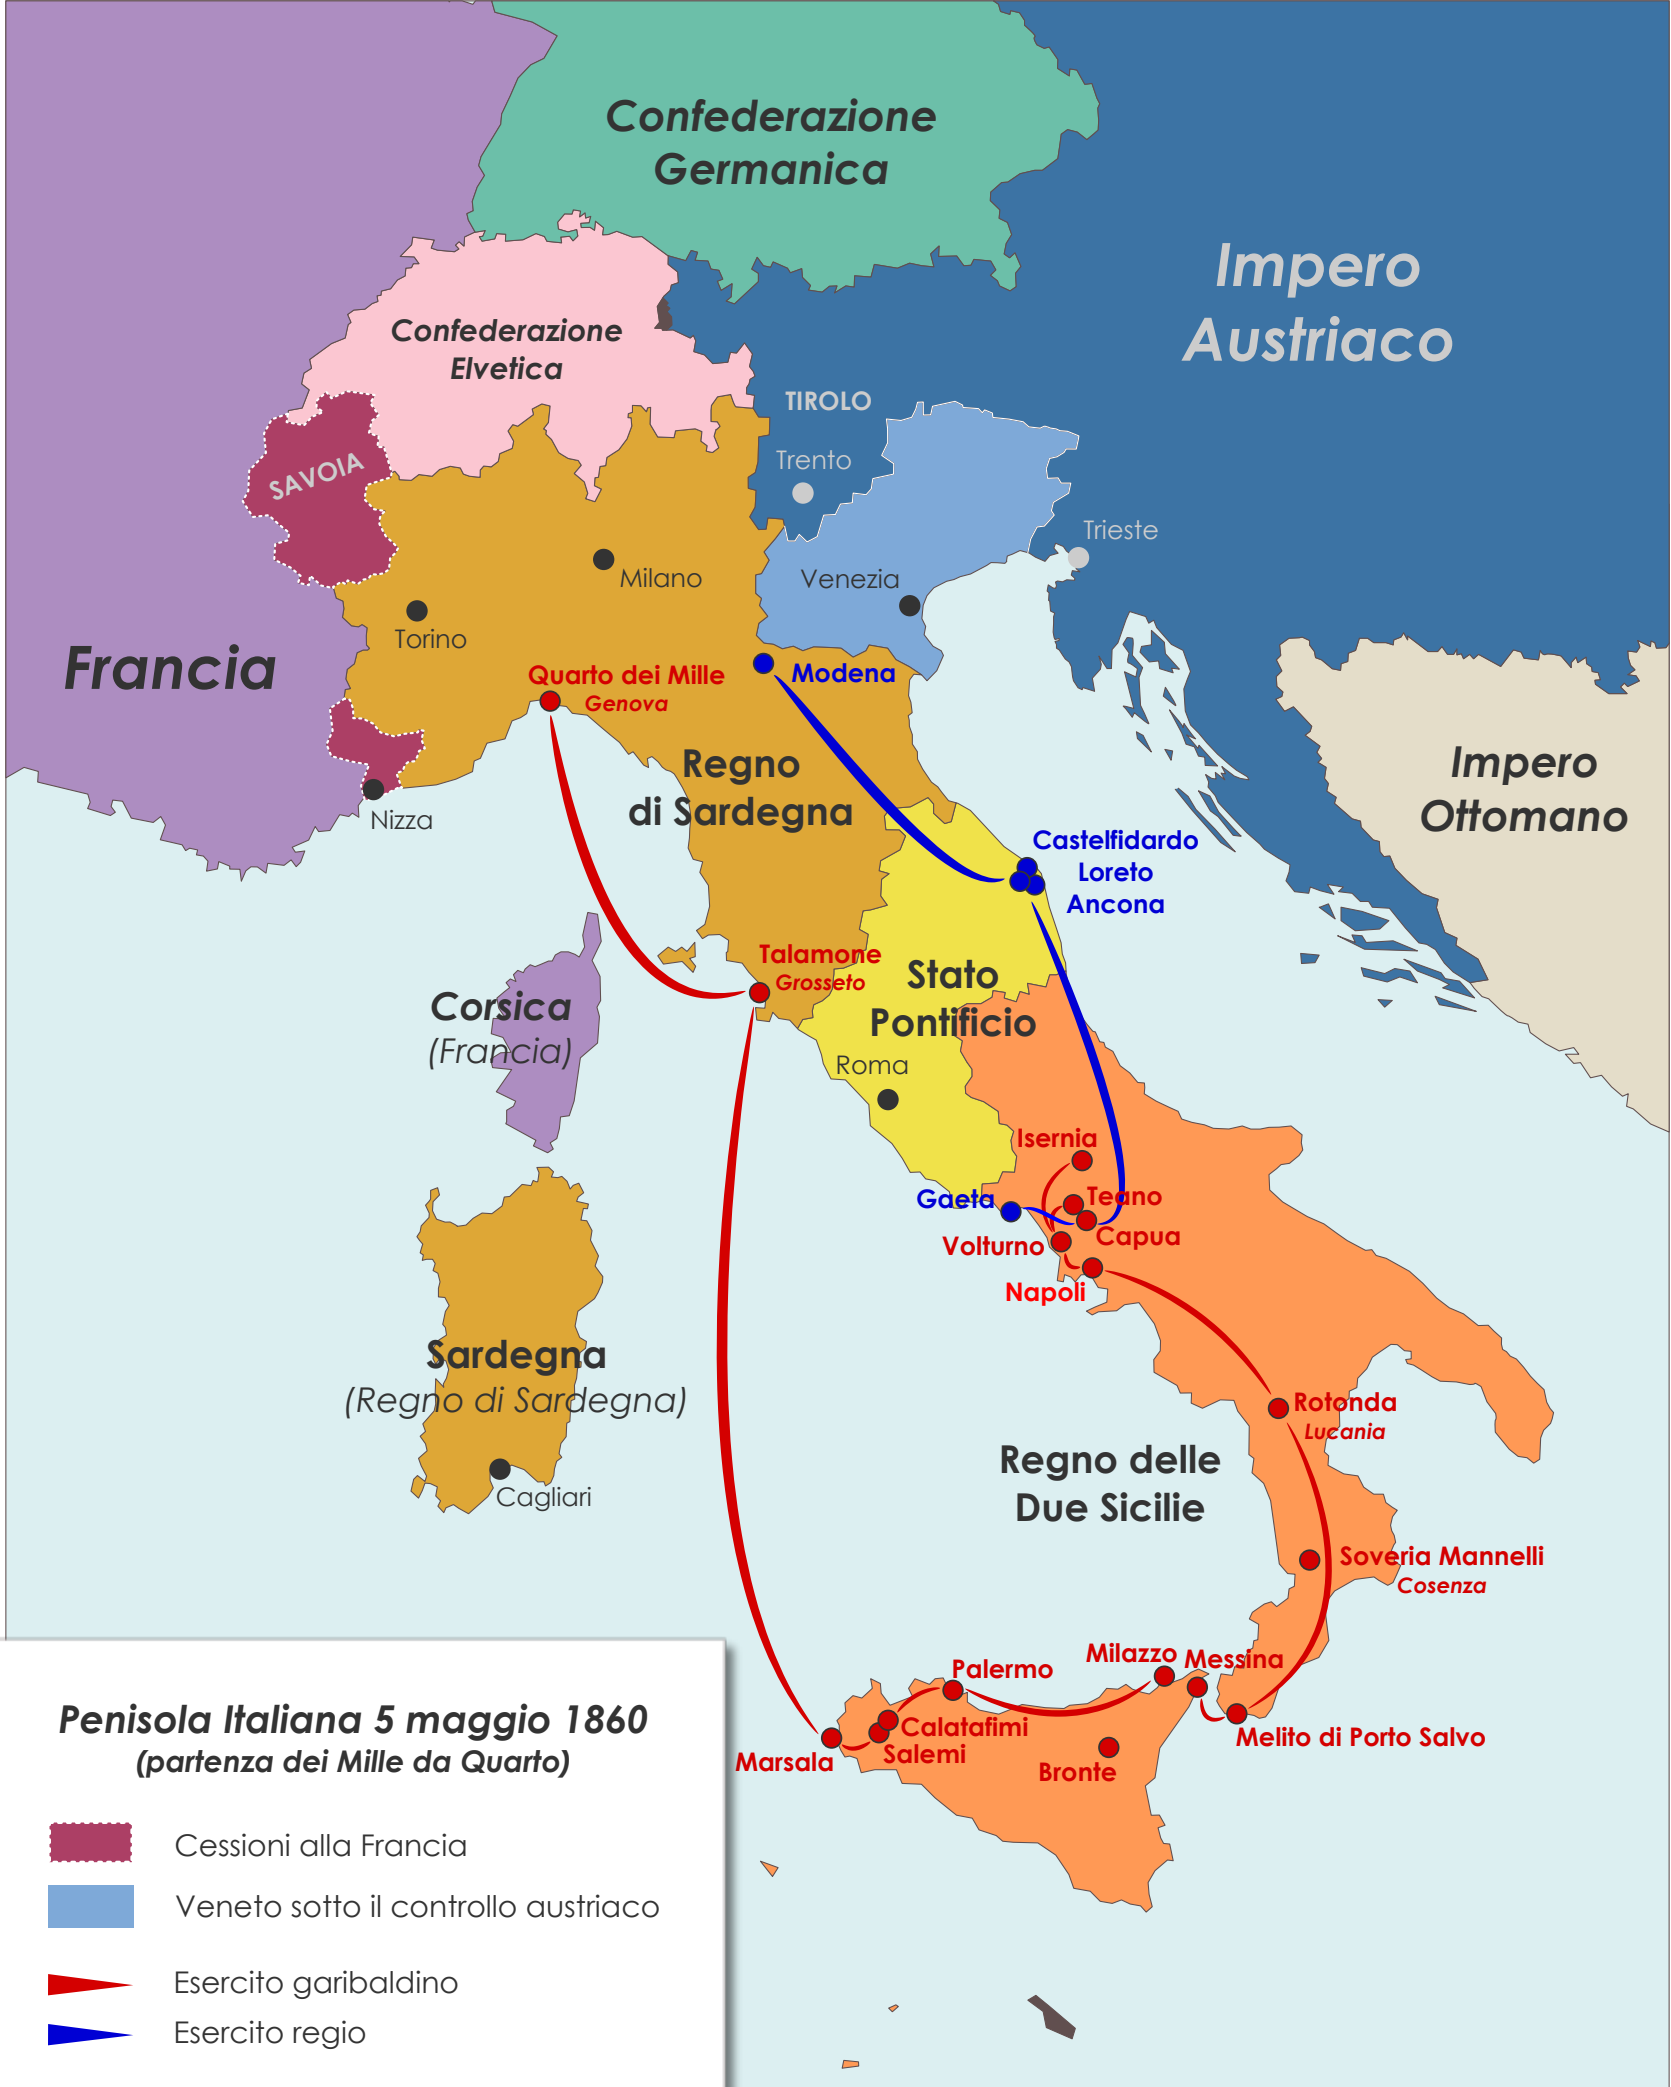 Confederazione
Germanica
Impero
Austriaco
Confederazione
Elvetica
TIROLO
SAVOIA
Trento
Trieste
Milano
Venezia
Torino
Francia
Quarto dei Mille
Genova
Modena
Regno
di Sardegna
Nizza
Impero
Ottomano
Castelfidardo
Loreto
Ancona
Talamone
Grosseto
Stato
Pontificio
Corsica
(Francia)
Roma
Isernia
Gaeta
Teano
Capua
Volturno
Napoli
Sardegna
(Regno di Sardegna)
Cagliari
Rotonda
Lucania
Regno delle
Due Sicilie
Soveria Mannelli
Cosenza
Milazzo
Messina
Palermo
Calatafimi
Salemi
Marsala
Bronte
Melito di Porto Salvo
Penisola Italiana 5 maggio 1860
(partenza dei Mille da Quarto)
Cessioni alla Francia
Veneto sotto il controllo austriaco
Esercito garibaldino
Esercito regio